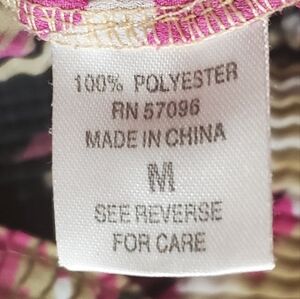 100% POLYESTER
RN 57096
MADE IN CHINA
M
SEE REVERSE
FOR CARE